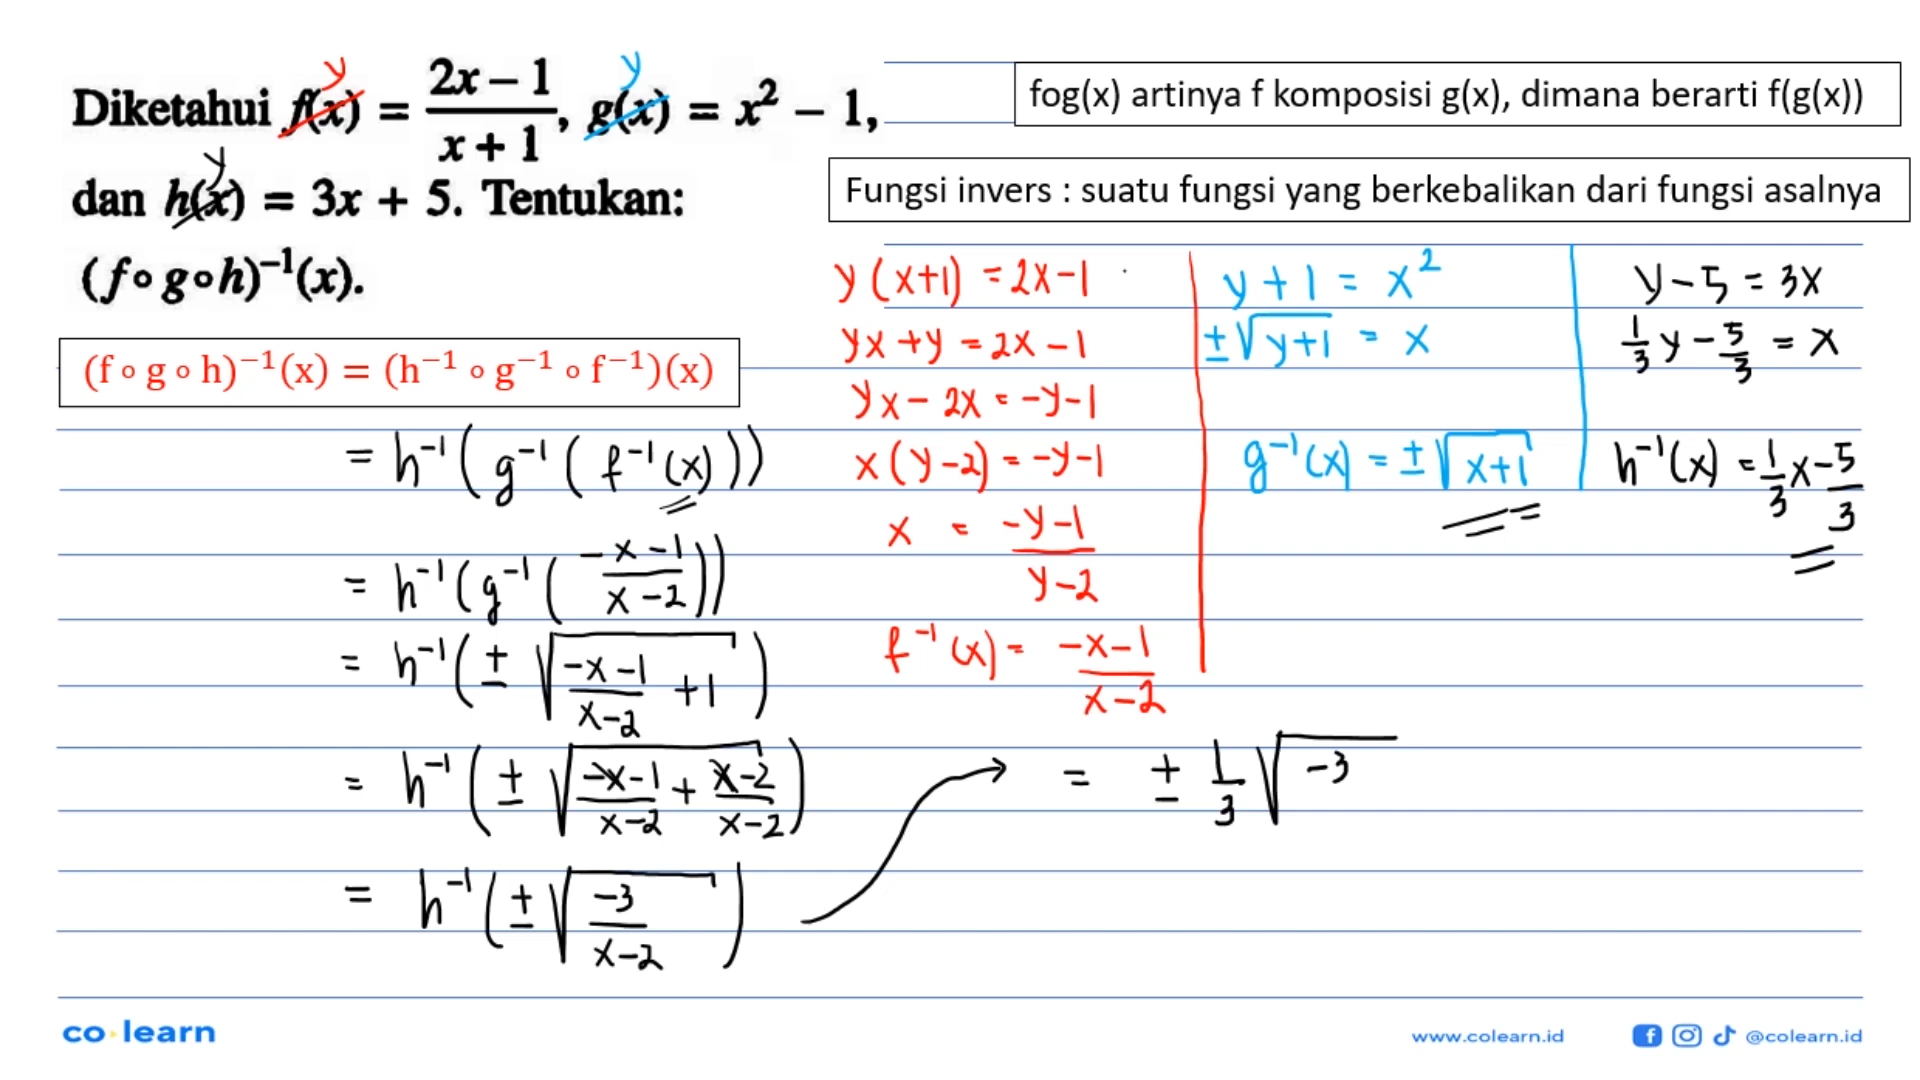 Diketahui f(x) = (2x – 1)/(x + 1), g(x) = x² – 1,
y y
dan h(x) = 3x + 5. Tentukan:
y
(f∘g∘h)⁻¹(x).
fog(x) artinya f komposisi g(x), dimana berarti f(g(x))
Fungsi invers : suatu fungsi yang berkebalikan dari fungsi asalnya
(f ∘ g ∘ h)⁻¹(x) = (h⁻¹ ∘ g⁻¹ ∘ f⁻¹)(x)
= h⁻¹(g⁻¹(f⁻¹(x)))
= h⁻¹(g⁻¹((-x-1)/(x-2)))
= h⁻¹(±√((-x-1)/(x-2) +1))
= h⁻¹(±√((-x-1)/(x-2) + (x-2)/(x-2)))
= h⁻¹(±√(-3/(x-2)))
y(x+1) = 2x-1
yx+y = 2x-1
yx-2x = -y-1
x(y-2) = -y-1
x = (-y-1)/(y-2)
f⁻¹(x) = (-x-1)/(x-2)
y+1 = x²
±√(y+1) = x
g⁻¹(x) = ±√(x+1)
y-5 = 3x
1/3 y - 5/3 = x
h⁻¹(x) = 1/3 x - 5/3
= ± 1/3 √-3
co learn
www.colearn.id
@colearn.id